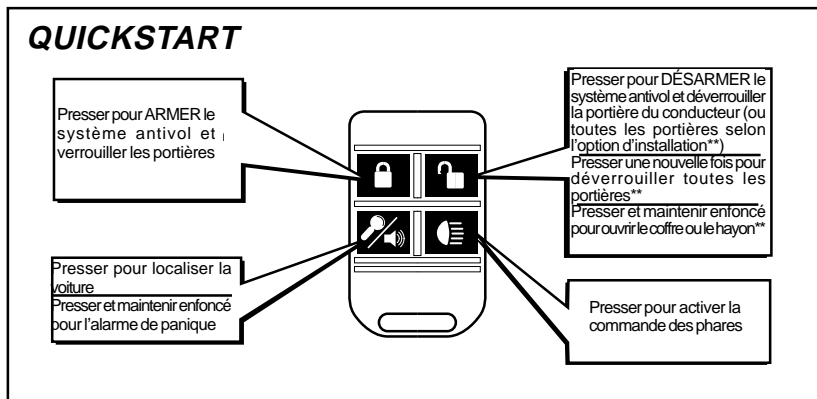 QUICKSTART
Presser pour ARMER le
système antivol et
verrouiller les portières
Presser pour DÉSARMER le
système antivol et déverrouiller
la portière du conducteur (ou
toutes les portières selon
l'option d'installation**)
Presser une nouvelle fois pour
déverrouiller toutes les
portières**
Presser et maintenir enfoncé
pour ouvrir le coffre ou le hayon**
Presser pour localiser la
voiture
Presser et maintenir enfoncé
pour l'alarme de panique
Presser pour activer la
commande des phares